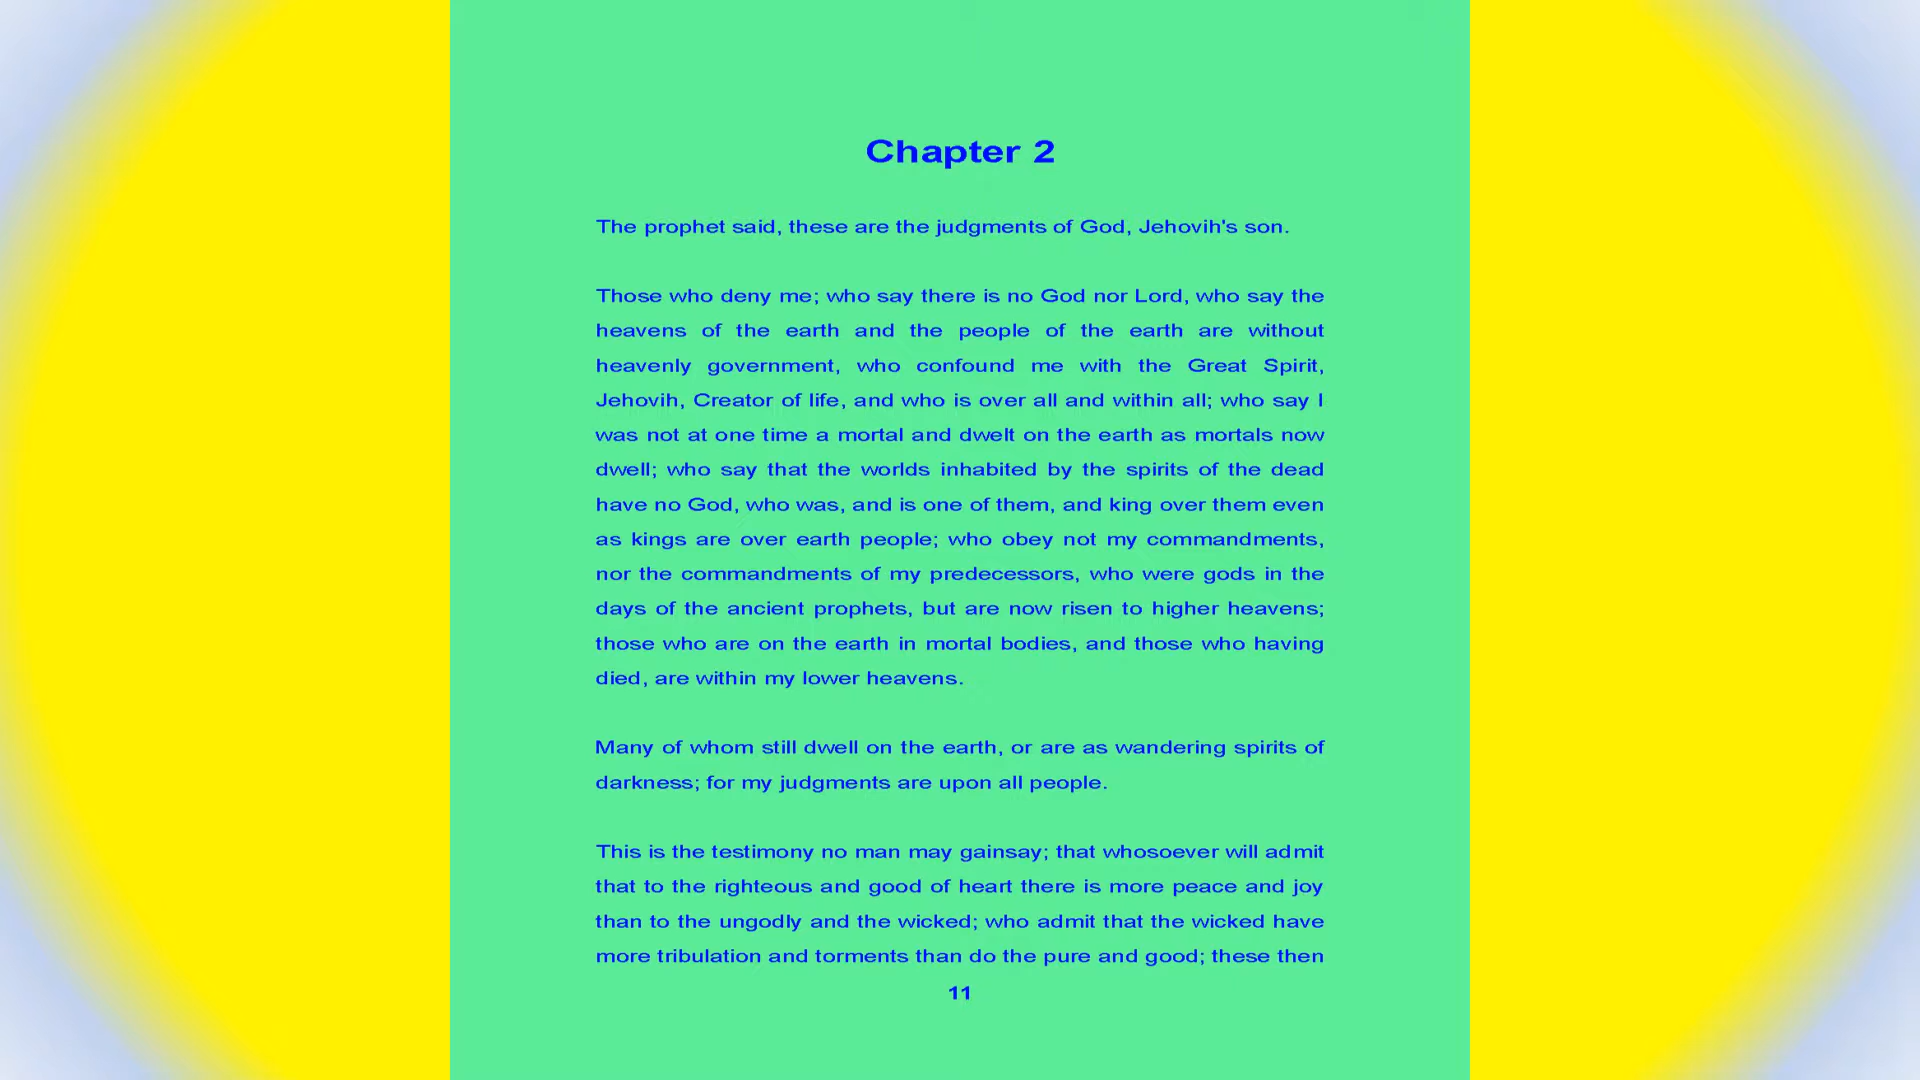 Chapter 2
The prophet said, these are the judgments of God, Jehovih's son.
Those who deny me; who say there is no God nor Lord, who say the
heavens of the earth and the people of the earth are without
heavenly government, who confound me with the Great Spirit,
Jehovih, Creator of life, and who is over all and within all; who say I
was not at one time a mortal and dwelt on the earth as mortals now
dwell; who say that the worlds inhabited by the spirits of the dead
have no God, who was, and is one of them, and king over them even
as kings are over earth people; who obey not my commandments,
nor the commandments of my predecessors, who were gods in the
days of the ancient prophets, but are now risen to higher heavens;
those who are on the earth in mortal bodies, and those who having
died, are within my lower heavens.
Many of whom still dwell on the earth, or are as wandering spirits of
darkness; for my judgments are upon all people.
This is the testimony no man may gainsay; that whosoever will admit
that to the righteous and good of heart there is more peace and joy
than to the ungodly and the wicked; who admit that the wicked have
more tribulation and torments than do the pure and good; these then
11